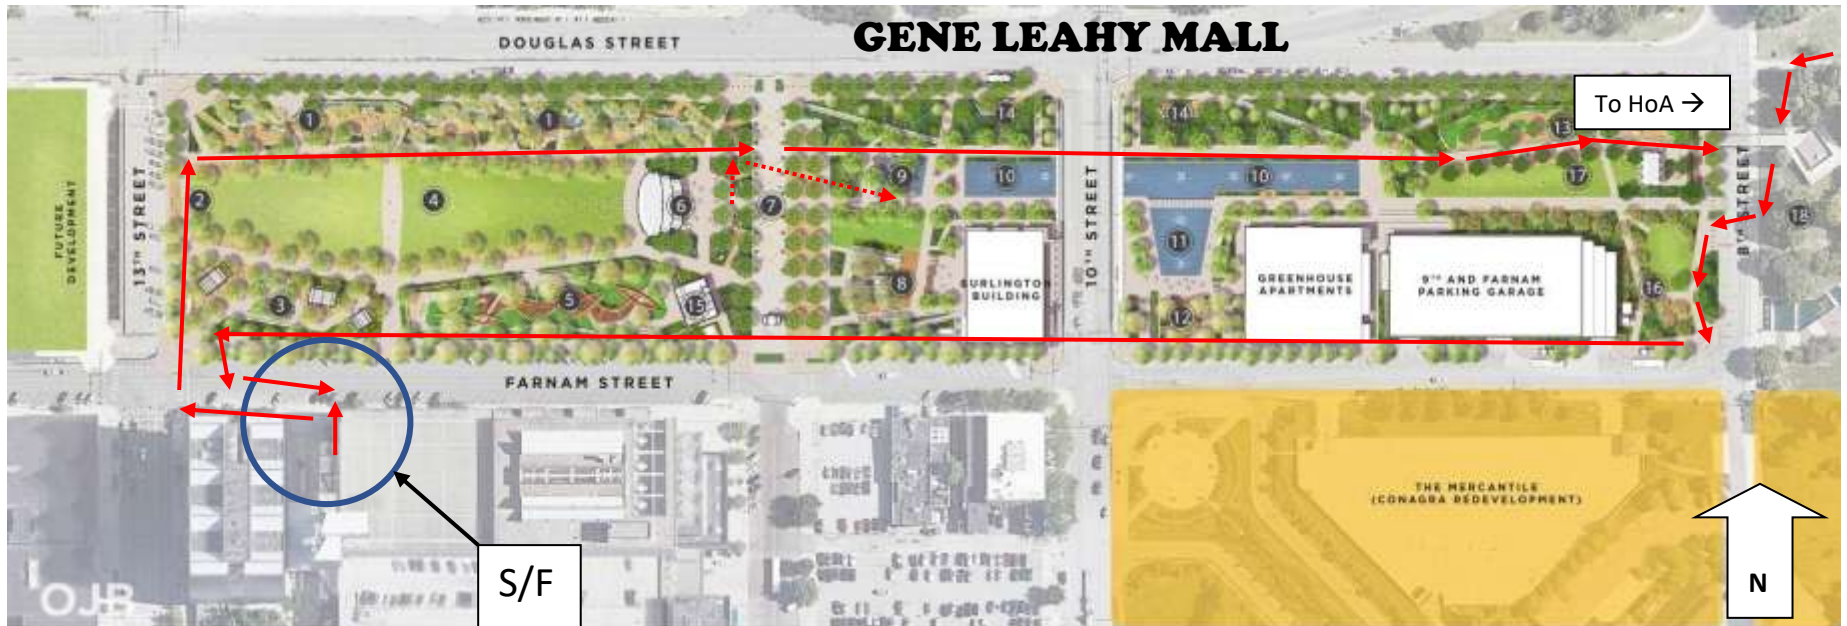 GENE LEAHY MALL
DOUGLAS STREET
To HoA →
1
1
14
14
13
FUTURE
DEVELOPMENT
13TH STREET
2
4
6
7
9
10
10
17
10TH STREET
8TH STREET
18
3
5
15
8
BURLINGTON
BUILDING
11
12
GREENHOUSE
APARTMENTS
9TH AND FARNAM
PARKING GARAGE
16
FARNAM STREET
THE MERCANTILE
(CONAGRA REDEVELOPMENT)
S/F
N
OJB